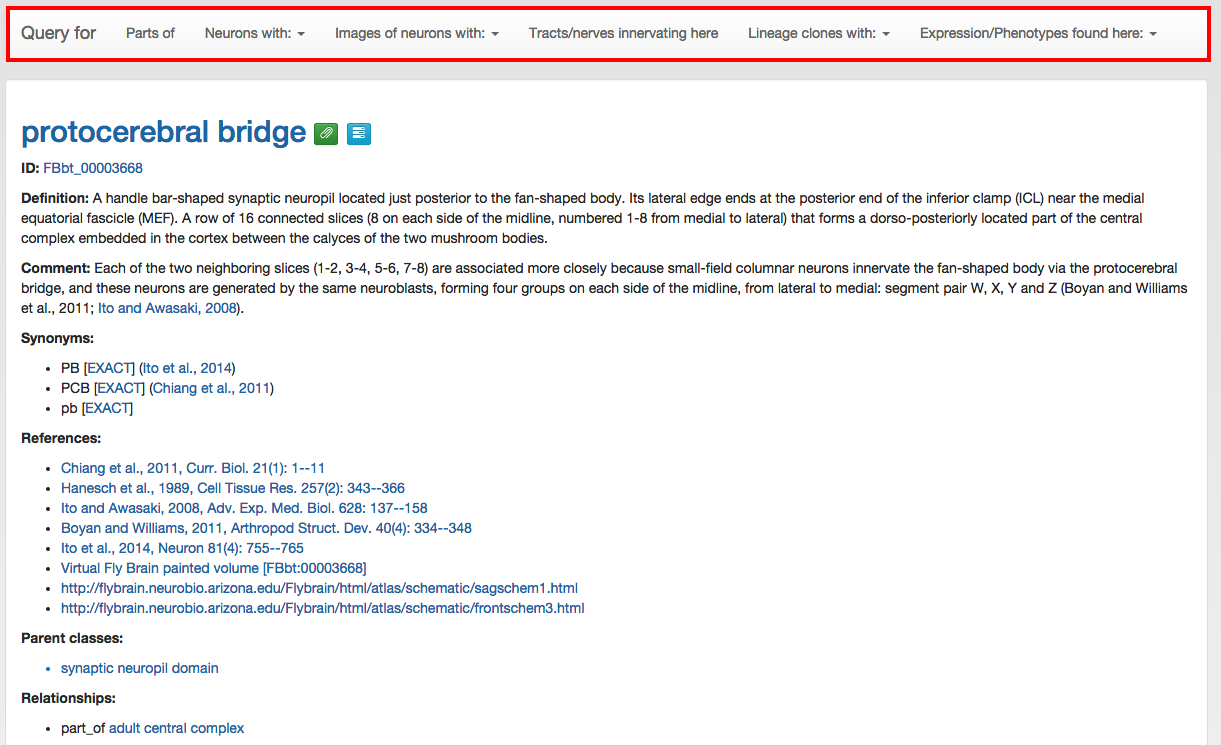 Query for Parts of Neurons with: Images of neurons with: Tracts/nerves innervating here Lineage clones with: Expression/Phenotypes found here:
protocerebral bridge
ID: FBbt_00003668
Definition: A handle bar-shaped synaptic neuropil located just posterior to the fan-shaped body. Its lateral edge ends at the posterior end of the inferior clamp (ICL) near the medial
equatorial fascicle (MEF). A row of 16 connected slices (8 on each side of the midline, numbered 1-8 from medial to lateral) that forms a dorso-posteriorly located part of the central
complex embedded in the cortex between the calyces of the two mushroom bodies.
Comment: Each of the two neighboring slices (1-2, 3-4, 5-6, 7-8) are associated more closely because small-field columnar neurons innervate the fan-shaped body via the protocerebral
bridge, and these neurons are generated by the same neuroblasts, forming four groups on each side of the midline, from lateral to medial: segment pair W, X, Y and Z (Boyan and Williams
et al., 2011; Ito and Awasaki, 2008).
Synonyms:
• PB [EXACT] (Ito et al., 2014)
• PCB [EXACT] (Chiang et al., 2011)
• pb [EXACT]
References:
• Chiang et al., 2011, Curr. Biol. 21(1): 1--11
• Hanesch et al., 1989, Cell Tissue Res. 257(2): 343--366
• Ito and Awasaki, 2008, Adv. Exp. Med. Biol. 628: 137--158
• Boyan and Williams, 2011, Arthropod Struct. Dev. 40(4): 334--348
• Ito et al., 2014, Neuron 81(4): 755--765
• Virtual Fly Brain painted volume [FBbt:00003668]
• http://flybrain.neurobio.arizona.edu/Flybrain/html/atlas/schematic/sagschem1.html
• http://flybrain.neurobio.arizona.edu/Flybrain/html/atlas/schematic/frontschem3.html
Parent classes:
• synaptic neuropil domain
Relationships:
• part_of adult central complex